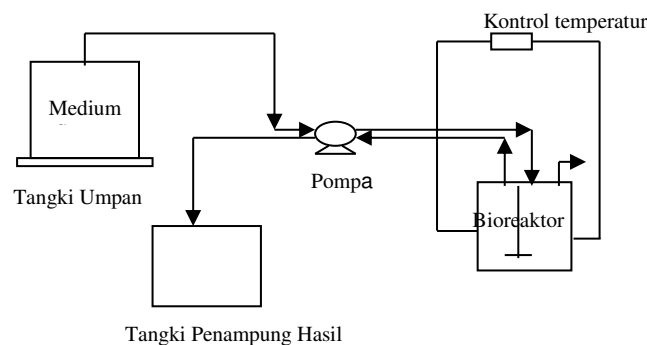 Kontrol temperatur
Medium
Pompa
Bioreaktor
Tangki Umpan
Tangki Penampung Hasil